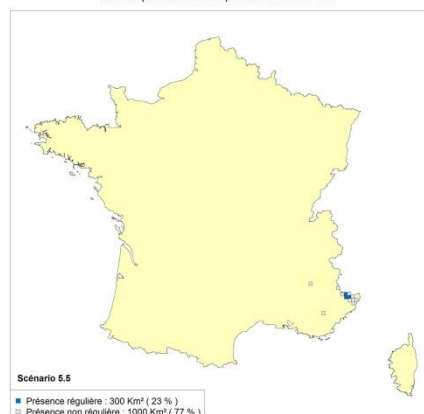 Scénario 5.5
Présence régulière : 300 Km² ( 23 % )
Présence non régulière : 1000 Km² ( 77 % )